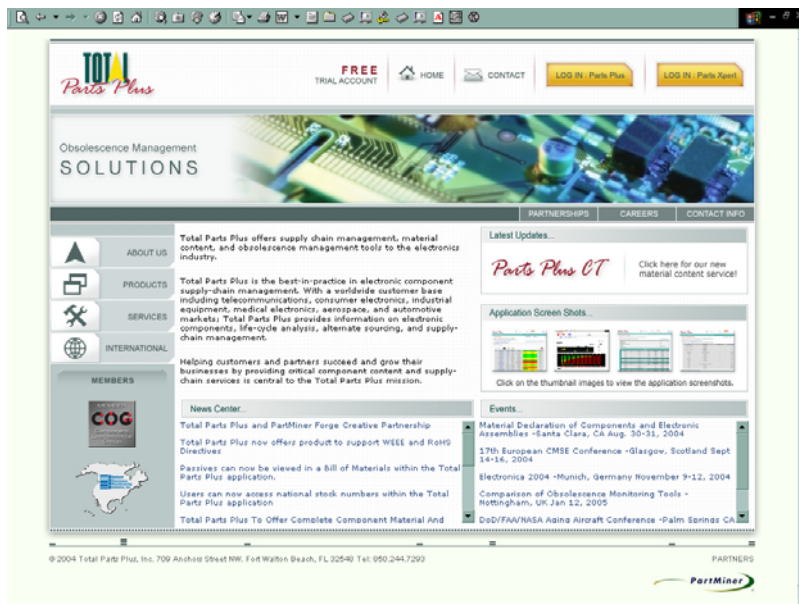 TOTAL
Parts Plus
FREE
TRIAL ACCOUNT
HOME
CONTACT
LOG IN : Parts Plus
LOG IN : Parts Xpert
Obsolescence Management
SOLUTIONS
PARTNERSHIPS
CAREERS
CONTACT INFO
ABOUT US
PRODUCTS
SERVICES
INTERNATIONAL
MEMBERS
COG
Total Parts Plus offers supply chain management, material
content, and obsolescence management tools to the electronics
industry.
Total Parts Plus is the best-in-practice in electronic component
supply-chain management. With a worldwide customer base
including telecommunications, consumer electronics, industrial
equipment, medical electronics, aerospace, and automotive
markets; Total Parts Plus provides information on electronic
components, life-cycle analysis, alternate sourcing, and supply-
chain management.
Helping customers and partners succeed and grow their
businesses by providing critical component content and supply-
chain services is central to the Total Parts Plus mission.
Latest Updates...
Parts Plus CT
Click here for our new
material content service!
Application Screen Shots...
Click on the thumbnail images to view the application screenshots.
News Center...
Total Parts Plus and PartMiner Forge Creative Partnership
Total Parts Plus now offers product to support WEEE and RoHS
Directives
Passives can now be viewed in a Bill of Materials within the Total
Parts Plus application.
Users can now access national stock numbers within the Total
Parts Plus application
Total Parts Plus To Offer Complete Component Material And
Events...
Material Declaration of Components and Electronic
Assemblies -Santa Clara, CA Aug. 30-31, 2004
17th European CMSE Conference -Glasgow, Scotland Sept
14-16, 2004
Electronica 2004 -Munich, Germany November 9-12, 2004
Comparison of Obsolescence Monitoring Tools -
Nottingham, UK Jan 12, 2005
DoD/FAA/NASA Aging Aircraft Conference -Palm Springs CA
© 2004 Total Parts Plus, Inc. 709 Anchors Street NW. Fort Walton Beach, FL 32548 Tel: 850.244.7293
PARTNERS
PartMiner